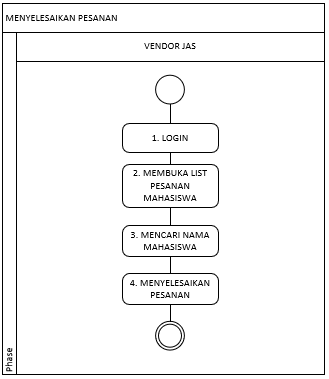 MENYELESAIKAN PESANAN
VENDOR JAS
1. LOGIN
2. MEMBUKA LIST
PESANAN
MAHASISWA
3. MENCARI NAMA
MAHASISWA
4. MENYELESAIKAN
PESANAN
Phase